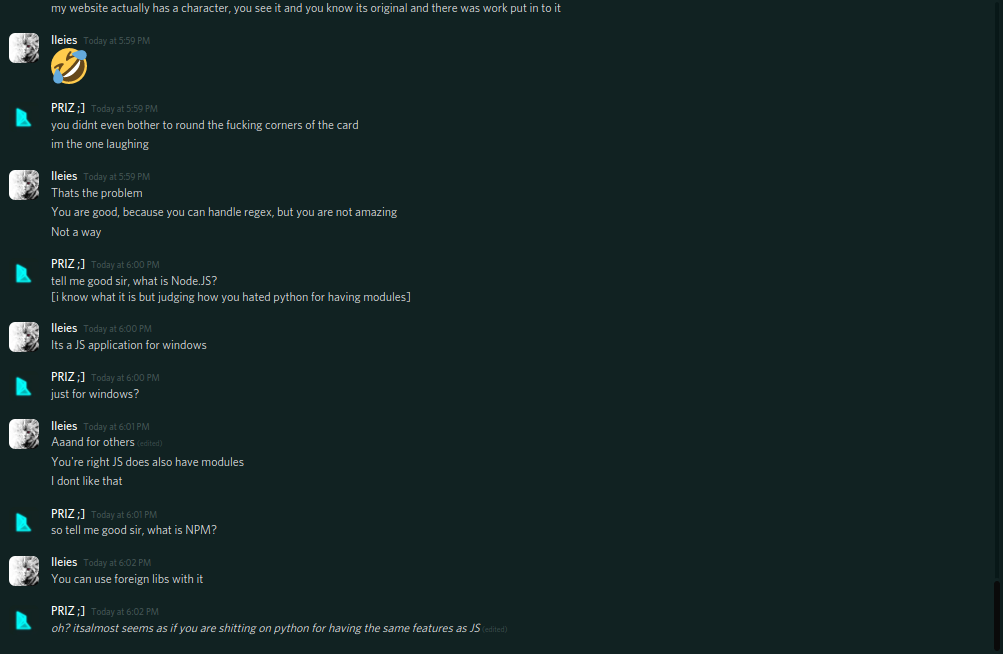 my website actually has a character, you see it and you know its original and there was work put in to it
lleies Today at 5:59 PM
PRIZ ;] Today at 5:59 PM
you didnt even bother to round the fucking corners of the card
im the one laughing
lleies Today at 5:59 PM
Thats the problem
You are good, because you can handle regex, but you are not amazing
Not a way
PRIZ ;] Today at 6:00 PM
tell me good sir, what is Node.JS?
[i know what it is but judging how you hated python for having modules]
lleies Today at 6:00 PM
Its a JS application for windows
PRIZ ;] Today at 6:00 PM
just for windows?
lleies Today at 6:01 PM
Aaand for others (edited)
You're right JS does also have modules
I dont like that
PRIZ ;] Today at 6:01 PM
so tell me good sir, what is NPM?
lleies Today at 6:02 PM
You can use foreign libs with it
PRIZ ;] Today at 6:02 PM
oh? itsalmost seems as if you are shitting on python for having the same features as JS (edited)